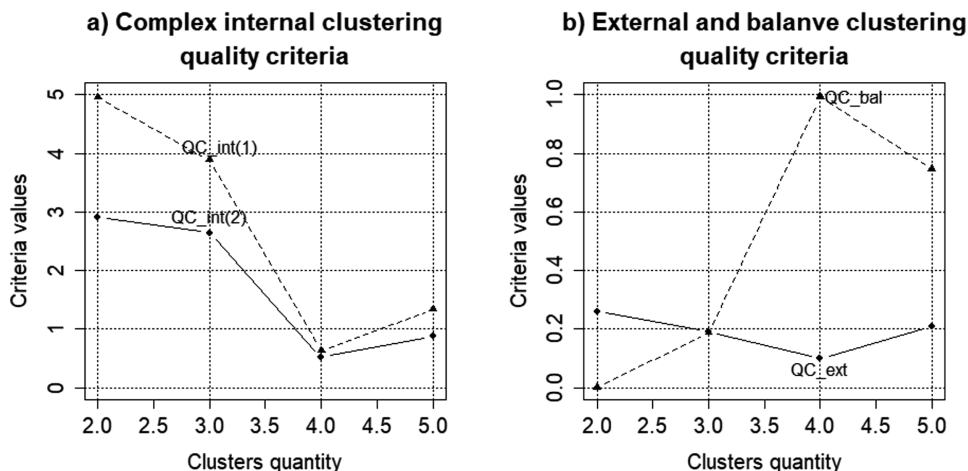 a) Complex internal clustering
quality criteria
Criteria values
5
4
3
2
1
0
QC_int(1)
QC_int(2)
2.0 2.5 3.0 3.5 4.0 4.5 5.0
Clusters quantity
b) External and balanve clustering
quality criteria
Criteria values
1.0
0.8
0.6
0.4
0.2
0.0
QC_bal
QC_ext
2.0 2.5 3.0 3.5 4.0 4.5 5.0
Clusters quantity